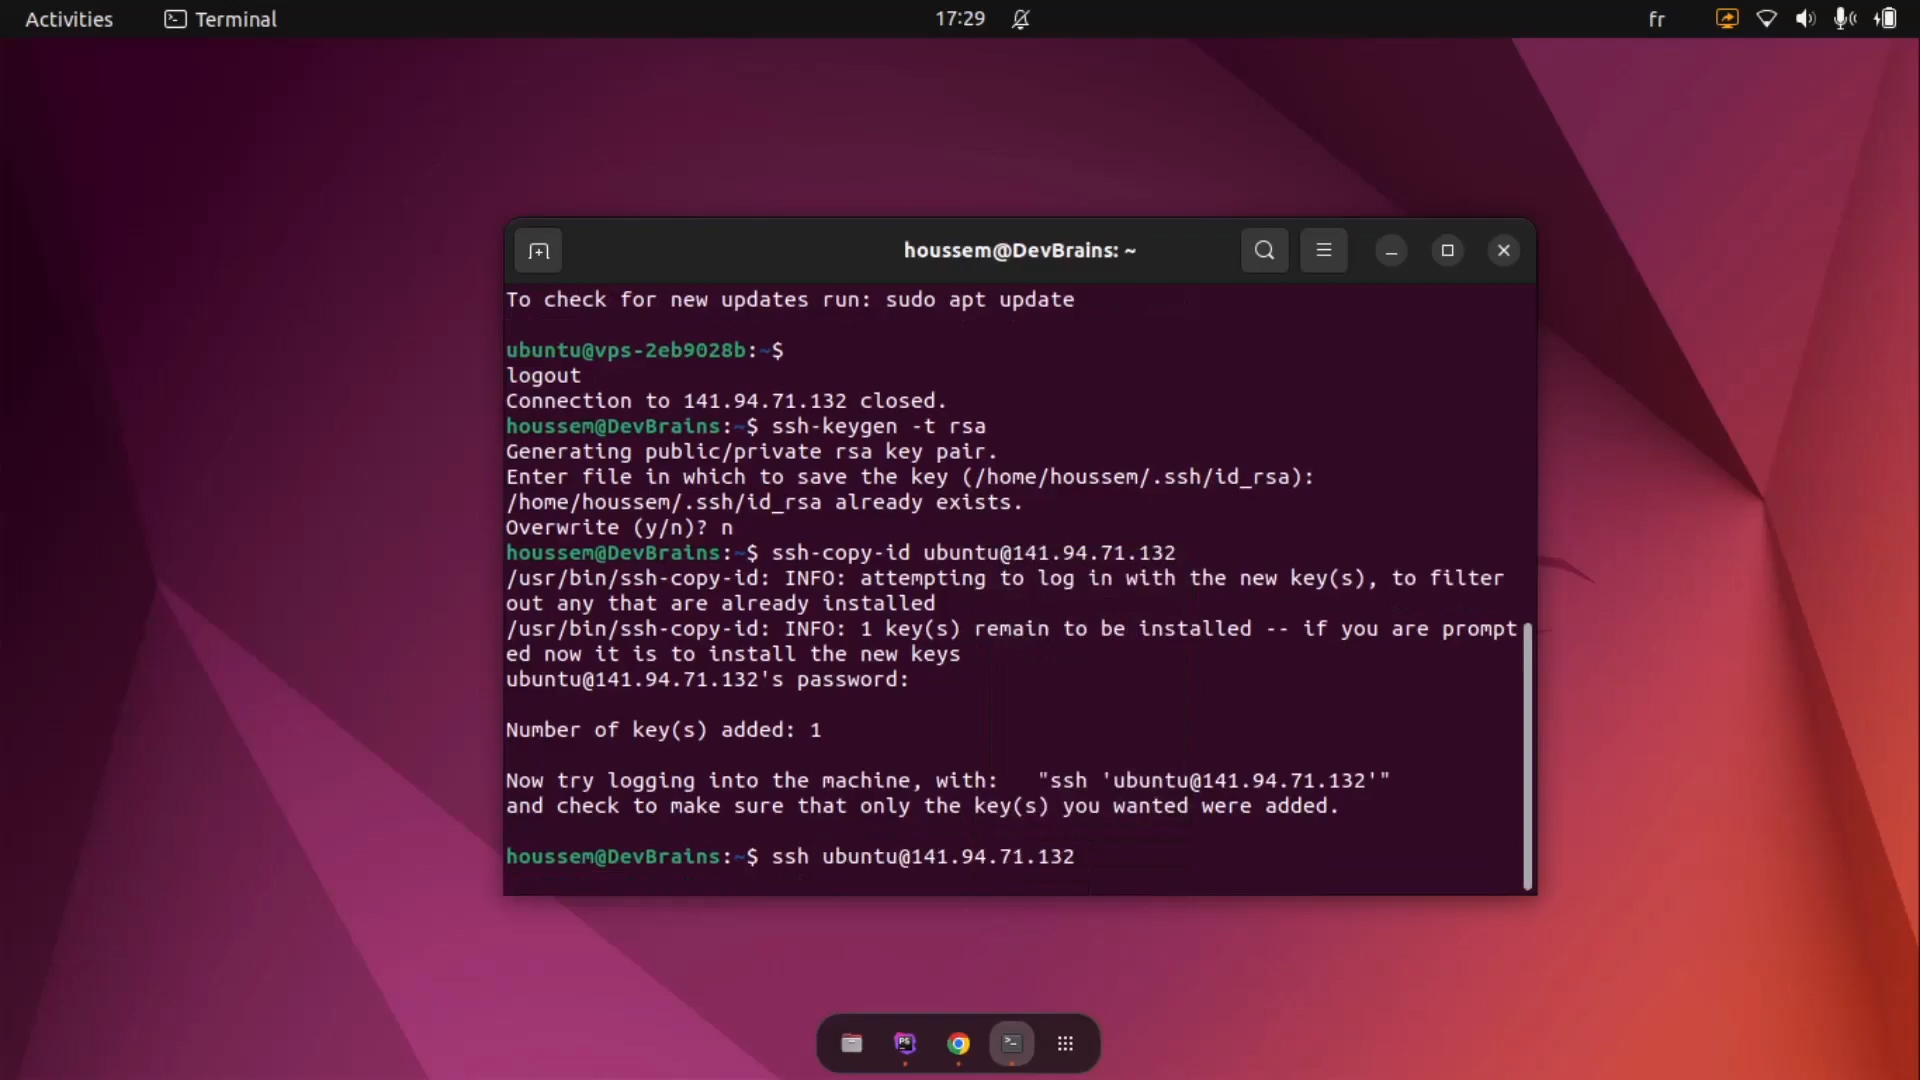 Activities Terminal 17:29 fr
houssem@DevBrains: ~
To check for new updates run: sudo apt update
ubuntu@vps-2eb9028b:~$
logout
Connection to 141.94.71.132 closed.
houssem@DevBrains:~$ ssh-keygen -t rsa
Generating public/private rsa key pair.
Enter file in which to save the key (/home/houssem/.ssh/id_rsa):
/home/houssem/.ssh/id_rsa already exists.
Overwrite (y/n)? n
houssem@DevBrains:~$ ssh-copy-id ubuntu@141.94.71.132
/usr/bin/ssh-copy-id: INFO: attempting to log in with the new key(s), to filter
out any that are already installed
/usr/bin/ssh-copy-id: INFO: 1 key(s) remain to be installed -- if you are prompt
ed now it is to install the new keys
ubuntu@141.94.71.132's password:
Number of key(s) added: 1
Now try logging into the machine, with:   "ssh 'ubuntu@141.94.71.132'"
and check to make sure that only the key(s) you wanted were added.
houssem@DevBrains:~$ ssh ubuntu@141.94.71.132
PS